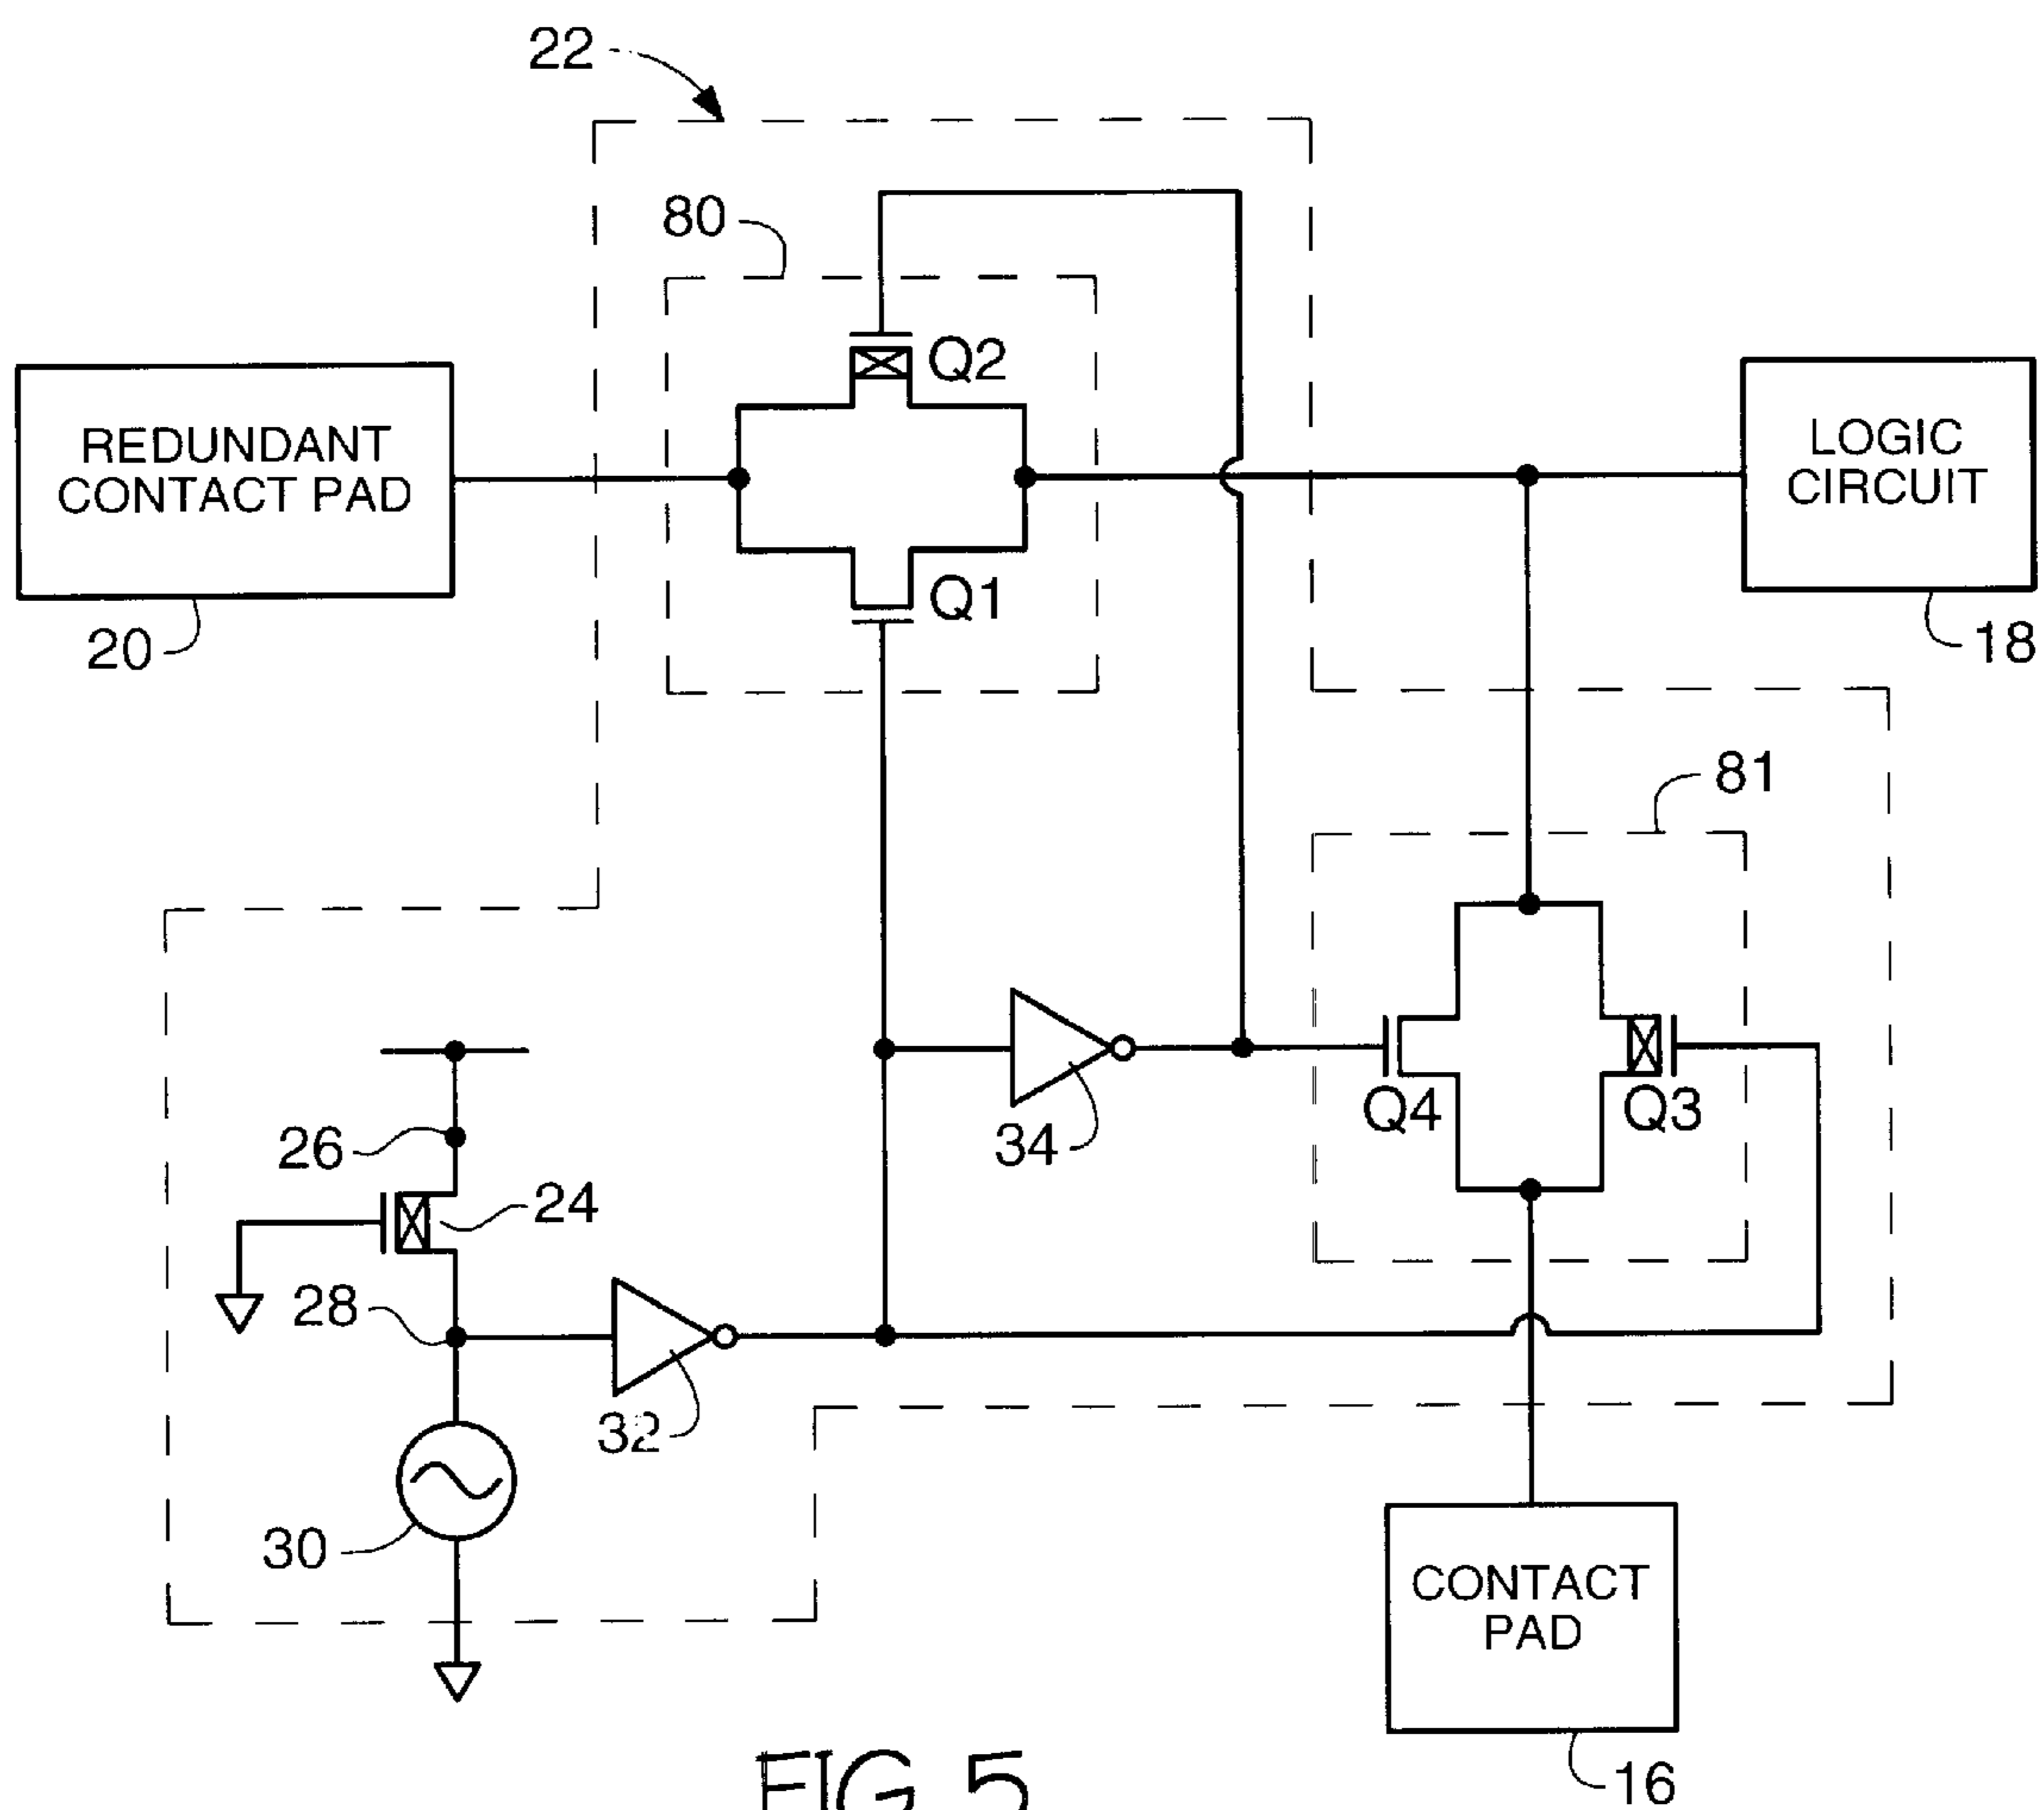 22
80
Q2
REDUNDANT
CONTACT PAD
LOGIC
CIRCUIT
Q1
20
18
81
26
34
Q4
Q3
24
28
32
30
CONTACT
PAD
16
FIG 5